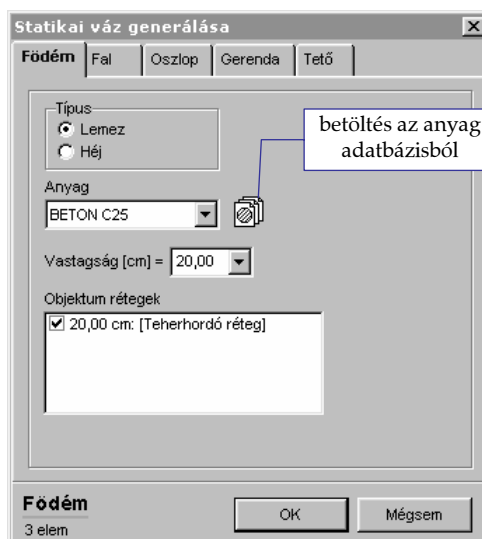 Statikai váz generálása
Födém Fal Oszlop Gerenda Tető
Típus
Lemez
Héj
betöltés az anyag
adatbázisból
Anyag
BETON C25
Vastagság [cm] = 20,00
Objektum rétegek
20,00 cm: [Teherhordó réteg]
Födém
3 elem
OK
Mégsem